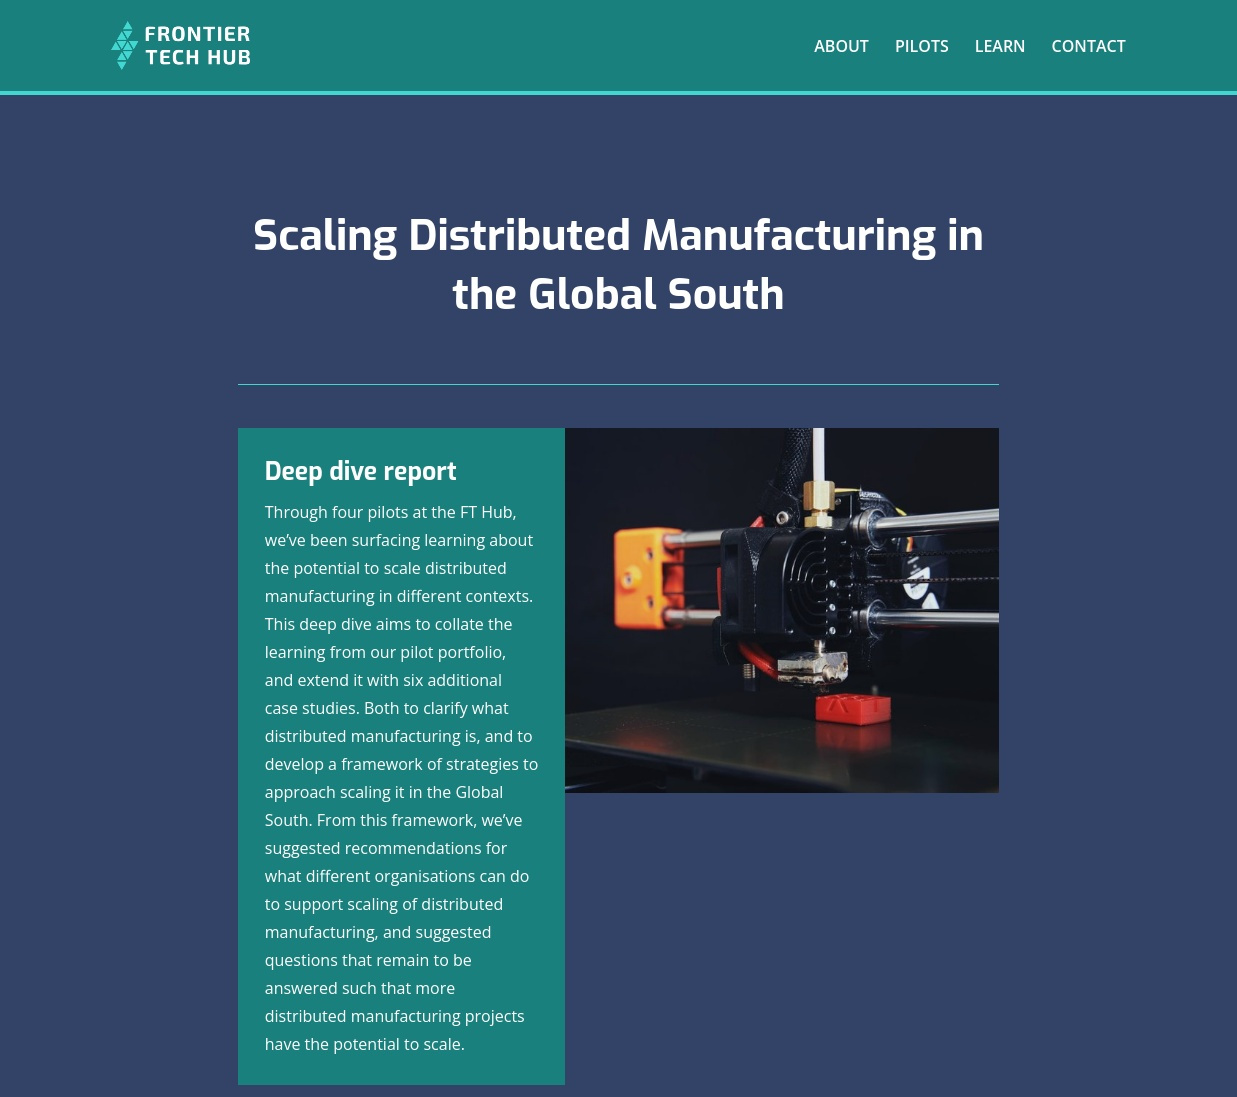 FRONTIER
TECH HUB
ABOUT PILOTS LEARN CONTACT
Scaling Distributed Manufacturing in
the Global South
Deep dive report
Through four pilots at the FT Hub,
we’ve been surfacing learning about
the potential to scale distributed
manufacturing in different contexts.
This deep dive aims to collate the
learning from our pilot portfolio,
and extend it with six additional
case studies. Both to clarify what
distributed manufacturing is, and to
develop a framework of strategies to
approach scaling it in the Global
South. From this framework, we’ve
suggested recommendations for
what different organisations can do
to support scaling of distributed
manufacturing, and suggested
questions that remain to be
answered such that more
distributed manufacturing projects
have the potential to scale.